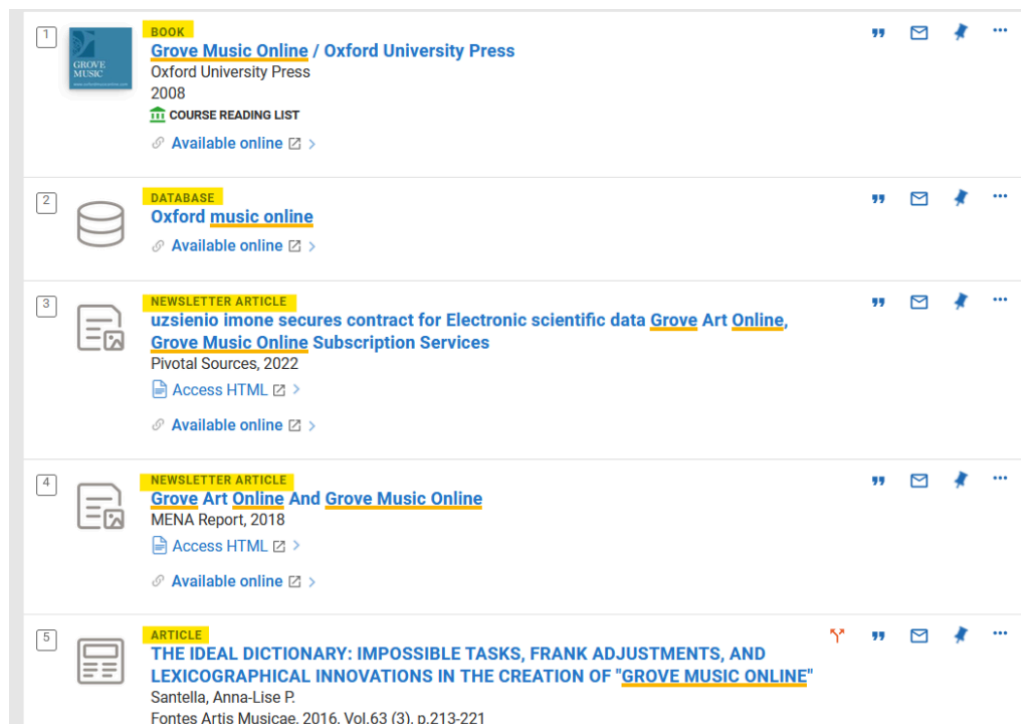 1
BOOK
GROVE
MUSIC
Grove Music Online / Oxford University Press
Oxford University Press
2008
COURSE READING LIST
Available online
2
DATABASE
Oxford music online
Available online
3
NEWSLETTER ARTICLE
uzsienio imone secures contract for Electronic scientific data Grove Art Online,
Grove Music Online Subscription Services
Pivotal Sources, 2022
Access HTML
Available online
4
NEWSLETTER ARTICLE
Grove Art Online And Grove Music Online
MENA Report, 2018
Access HTML
Available online
5
ARTICLE
THE IDEAL DICTIONARY: IMPOSSIBLE TASKS, FRANK ADJUSTMENTS, AND
LEXICOGRAPHICAL INNOVATIONS IN THE CREATION OF "GROVE MUSIC ONLINE"
Santella, Anna-Lise P.
Fontes Artis Musicae, 2016, Vol.63 (3), p.213-221